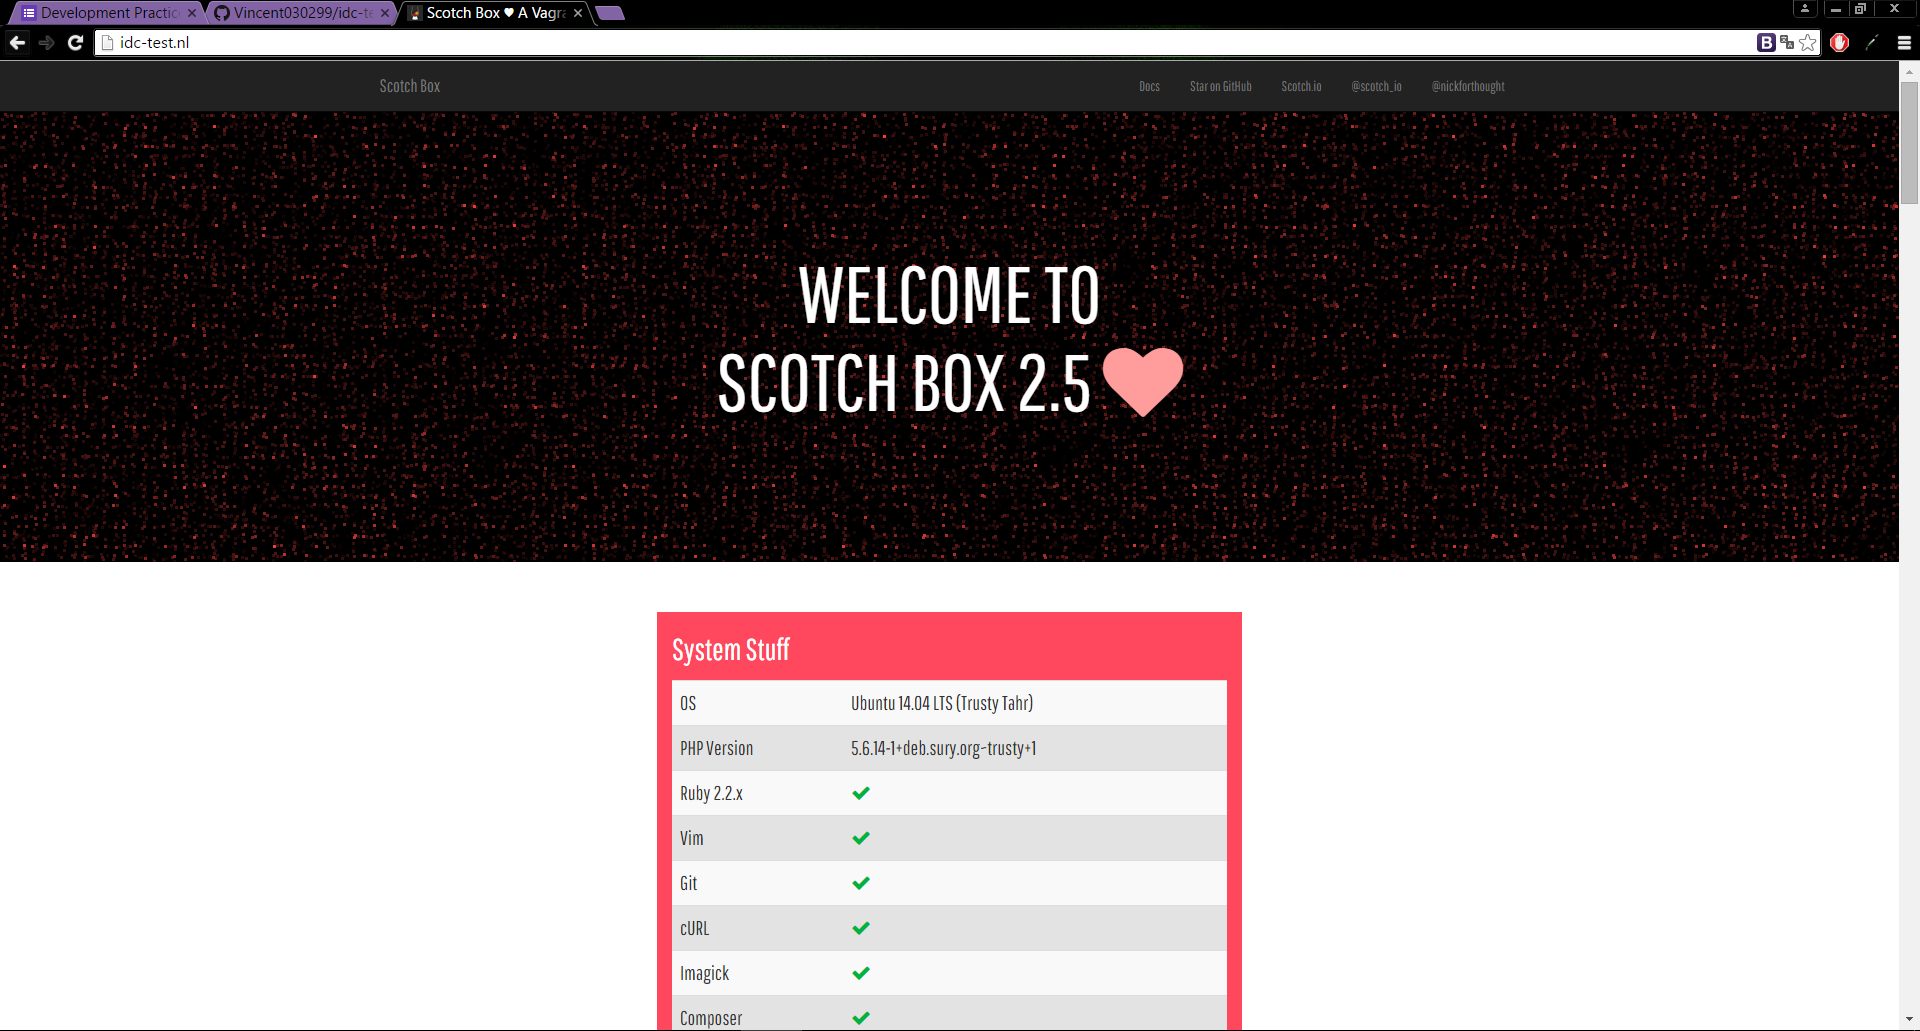 Development Practic
Vincent030299/idc-te
Scotch Box ♥ A Vagra
idc-test.nl
Scotch Box
Docs
Star on GitHub
Scotch.io
@scotch_io
@nickforthought
WELCOME TO
SCOTCH BOX 2.5
System Stuff
OS Ubuntu 14.04 LTS (Trusty Tahr)
PHP Version 5.6.14-1+deb.sury.org~trusty+1
Ruby 2.2.x
Vim
Git
cURL
Imagick
Composer